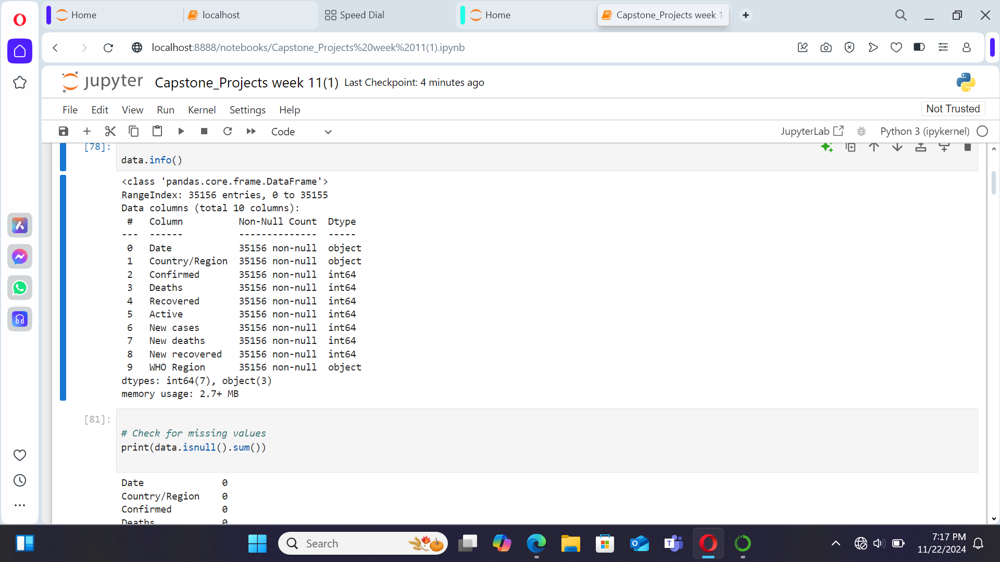 Home
localhost
Speed Dial
Home
Capstone_Projects week 1
localhost:8888/notebooks/Capstone_Projects%20week%2011(1).ipynb
jupyter Capstone_Projects week 11(1) Last Checkpoint: 4 minutes ago
File Edit View Run Kernel Settings Help
Not Trusted
Code
JupyterLab
Python 3 (ipykernel)
[78]:
data.info()
<class 'pandas.core.frame.DataFrame'>
RangeIndex: 35156 entries, 0 to 35155
Data columns (total 10 columns):
 #   Column          Non-Null Count  Dtype
---  ------          --------------  -----
 0   Date            35156 non-null  object
 1   Country/Region  35156 non-null  object
 2   Confirmed       35156 non-null  int64
 3   Deaths          35156 non-null  int64
 4   Recovered       35156 non-null  int64
 5   Active          35156 non-null  int64
 6   New cases       35156 non-null  int64
 7   New deaths      35156 non-null  int64
 8   New recovered   35156 non-null  int64
 9   WHO Region      35156 non-null  object
dtypes: int64(7), object(3)
memory usage: 2.7+ MB
[81]:
# Check for missing values
print(data.isnull().sum())
Date              0
Country/Region    0
Confirmed         0
Deaths            0
Search
7:17 PM
11/22/2024